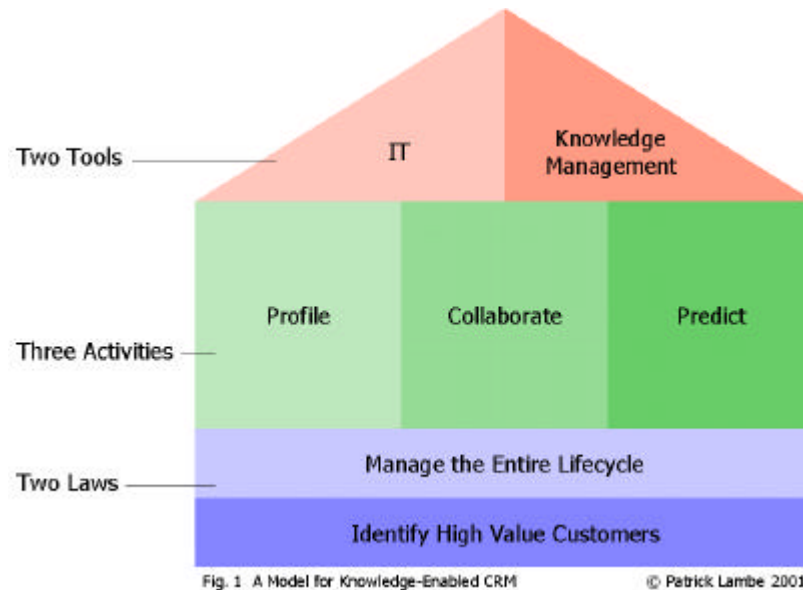 Two Tools
IT
Knowledge
Management
Three Activities
Profile
Collaborate
Predict
Two Laws
Manage the Entire Lifecycle
Identify High Value Customers
Fig. 1 A Model for Knowledge-Enabled CRM
© Patrick Lambe 2001